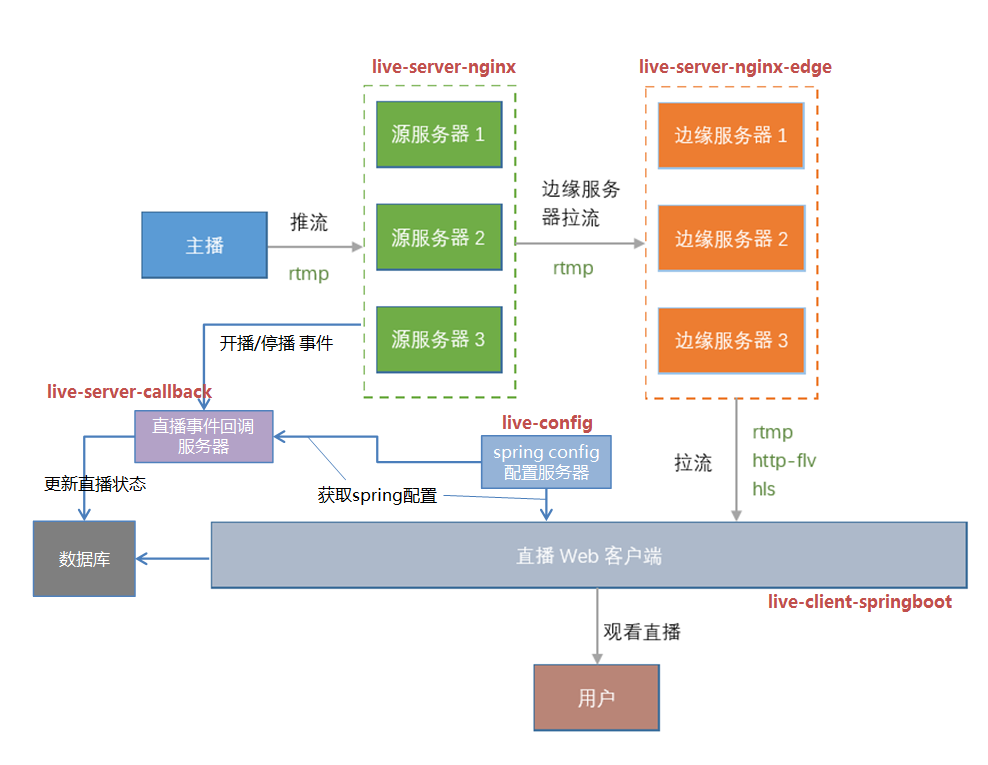 live-server-nginx
live-server-nginx-edge
源服务器 1
边缘服务器 1
主播
推流
rtmp
源服务器 2
边缘服务
器拉流
rtmp
边缘服务器 2
源服务器 3
边缘服务器 3
开播/停播 事件
live-server-callback
直播事件回调
服务器
live-config
spring config
配置服务器
拉流
rtmp
http-flv
hls
更新直播状态
获取spring配置
数据库
直播 Web 客户端
live-client-springboot
观看直播
用户